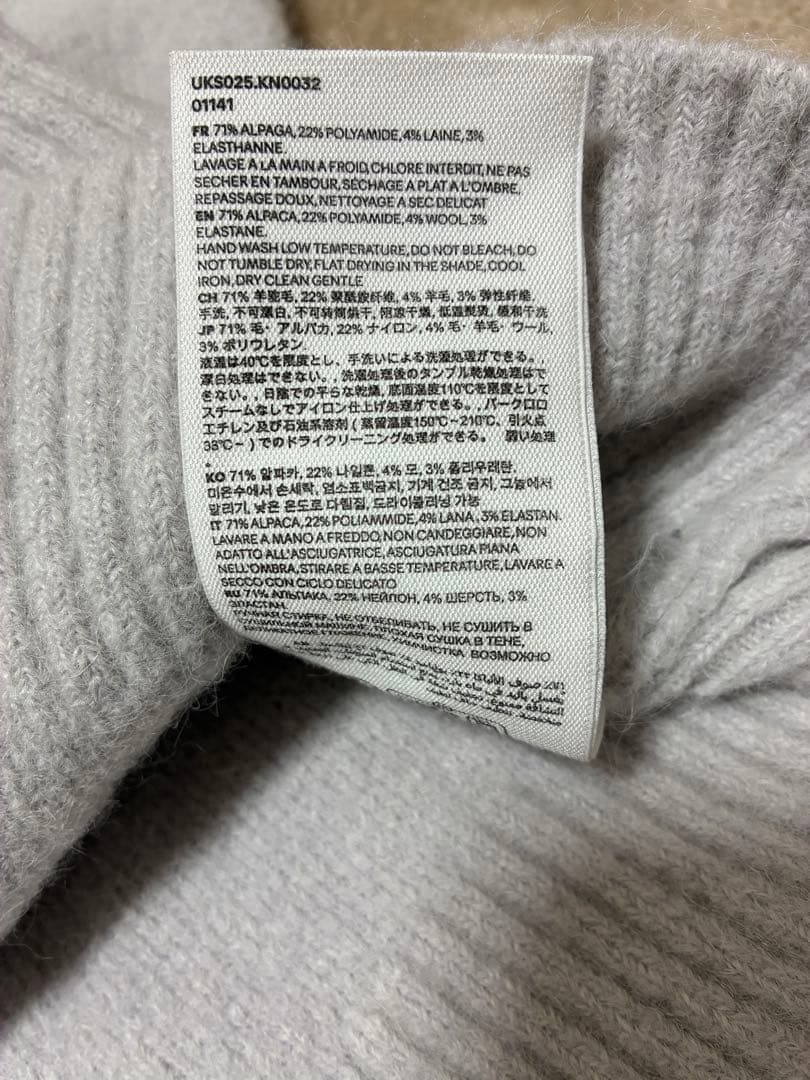 UKS025.KN0032
01141
FR 71% ALPAGA, 22% POLYAMIDE, 4% LAINE, 3%
ELASTHANNE.
LAVAGE A LA MAIN A FROID, CHLORE INTERDIT, NE PAS
SECHER EN TAMBOUR, SECHAGE A PLAT A L'OMBRE,
REPASSAGE DOUX, NETTOYAGE A SEC DELICAT
EN 71% ALPACA, 22% POLYAMIDE, 4% WOOL, 3%
ELASTANE.
HAND WASH LOW TEMPERATURE, DO NOT BLEACH, DO
NOT TUMBLE DRY, FLAT DRYING IN THE SHADE, COOL
IRON, DRY CLEAN GENTLE
CH 71% 羊驼毛, 22% 聚酰胺纤维, 4% 羊毛, 3% 弹性纤维.
手洗, 不可漂白, 不可转筒烘干, 阴凉干燥, 低温熨烫, 缓和干洗
JP 71% 毛・アルパカ, 22% ナイロン, 4% 毛・羊毛・ウール,
3% ポリウレタン.
液温は40℃を限度とし、手洗いによる洗濯処理ができる。,
漂白処理はできない。, 洗濯処理後のタンブル乾燥処理はで
きない。, 日陰での平らな乾燥, 底面温度110℃を限度として
スチームなしでアイロン仕上げ処理ができる。, パークロロ
エチレン及び石油系溶剤 ( 蒸留温度150℃~210℃、引火点
38℃~ ) でのドライクリーニング処理ができる。 弱い処理
。
KO 71% 알파카, 22% 나일론, 4% 모, 3% 폴리우레탄.
미온수에서 손세탁, 염소표백금지, 기계 건조 금지, 그늘에서
말리기, 낮은 온도로 다림질, 드라이클리닝 가능
IT 71% ALPACA, 22% POLIAMMIDE, 4% LANA, 3% ELASTAN.
LAVARE A MANO A FREDDO, NON CANDEGGIARE, NON
ADATTO ALL'ASCIUGATRICE, ASCIUGATURA PIANA
NELL'OMBRA, STIRARE A BASSE TEMPERATURE, LAVARE A
SECCO CON CICLO DELICATO
RU 71% АЛЬПАКА, 22% НЕЙЛОН, 4% ШЕРСТЬ, 3%
ЭЛАСТАН.
РУЧНАЯ СТИРКА, НЕ ОТБЕЛИВАТЬ, НЕ СУШИТЬ В
СУШИЛЬНОЙ МАШИНЕ, ПЛОХАЯ СУШКА В ТЕНЕ,
ДЕЛИКАТНОЕ ГЛАЖЕНИЕ, ХИМЧИСТКА ВОЗМОЖНО